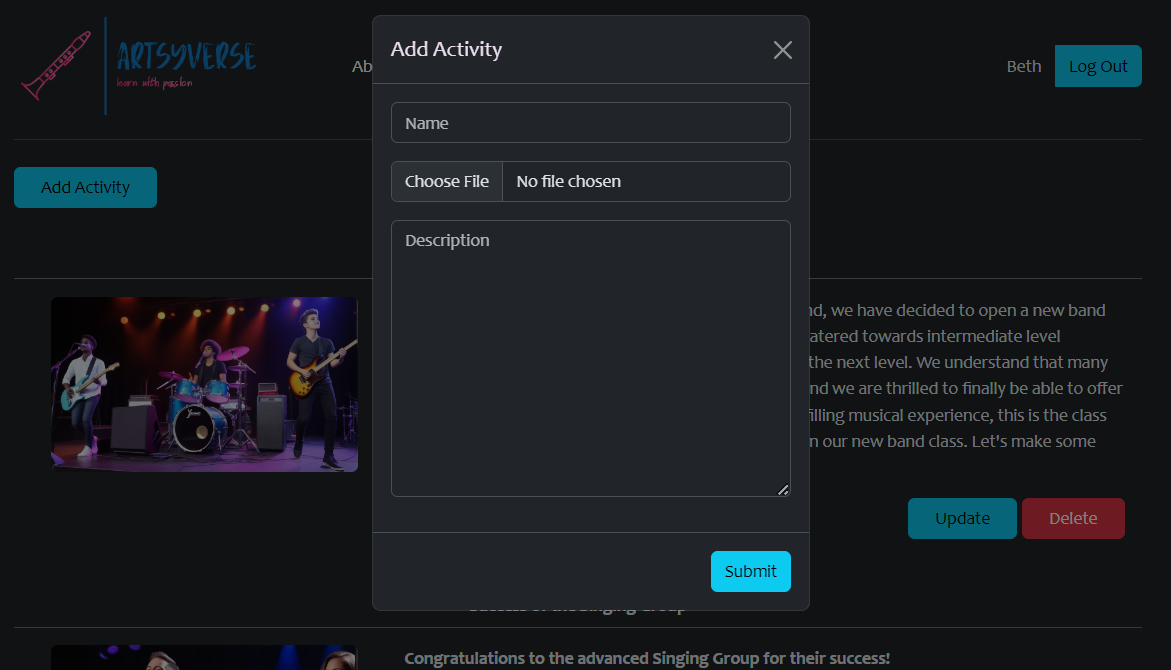 ARTSYVERSE
learn with passion
Ab
Beth
Log Out
Add Activity
Add Activity
Name
Choose File
No file chosen
Description
Submit
nd, we have decided to open a new band
atered towards intermediate level
the next level. We understand that many
nd we are thrilled to finally be able to offer
filling musical experience, this is the class
n our new band class. Let's make some
Update
Delete
Success of the Singing Group
Congratulations to the advanced Singing Group for their success!